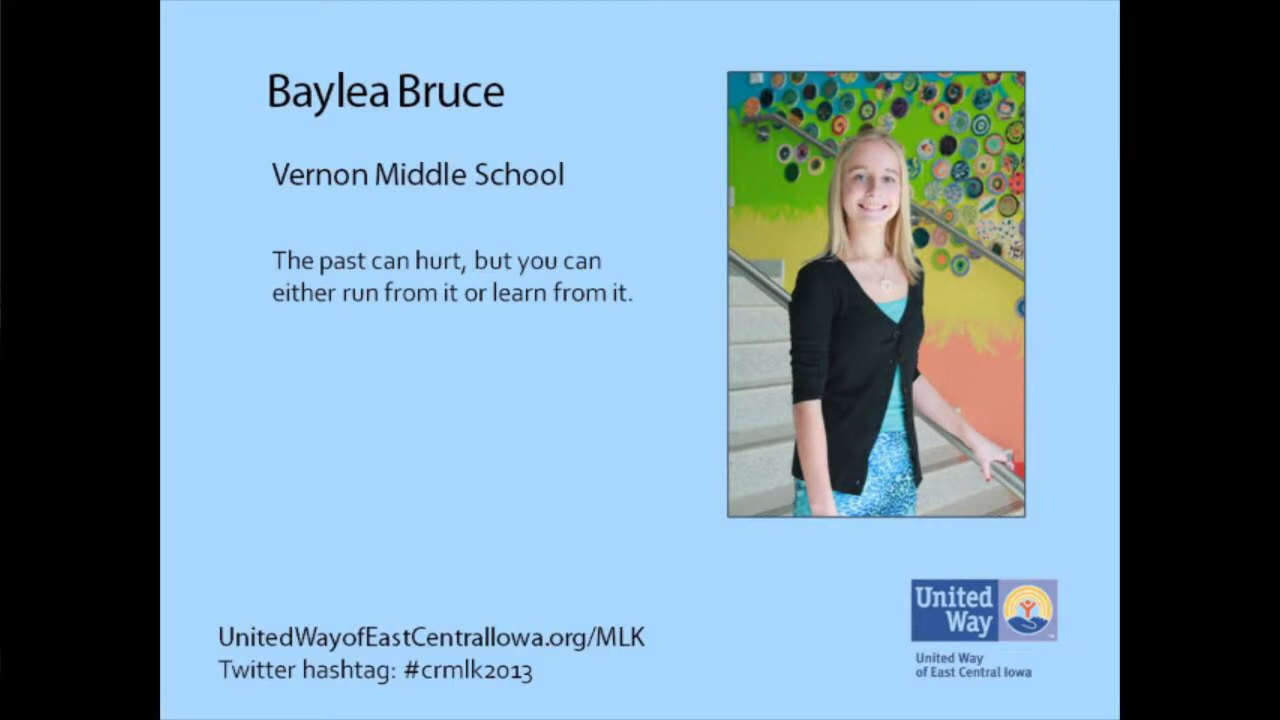 Baylea Bruce
Vernon Middle School
The past can hurt, but you can
either run from it or learn from it.
UnitedWayofEastCentralIowa.org/MLK
Twitter hashtag: #crmlk2013
United
Way
United Way
of East Central Iowa